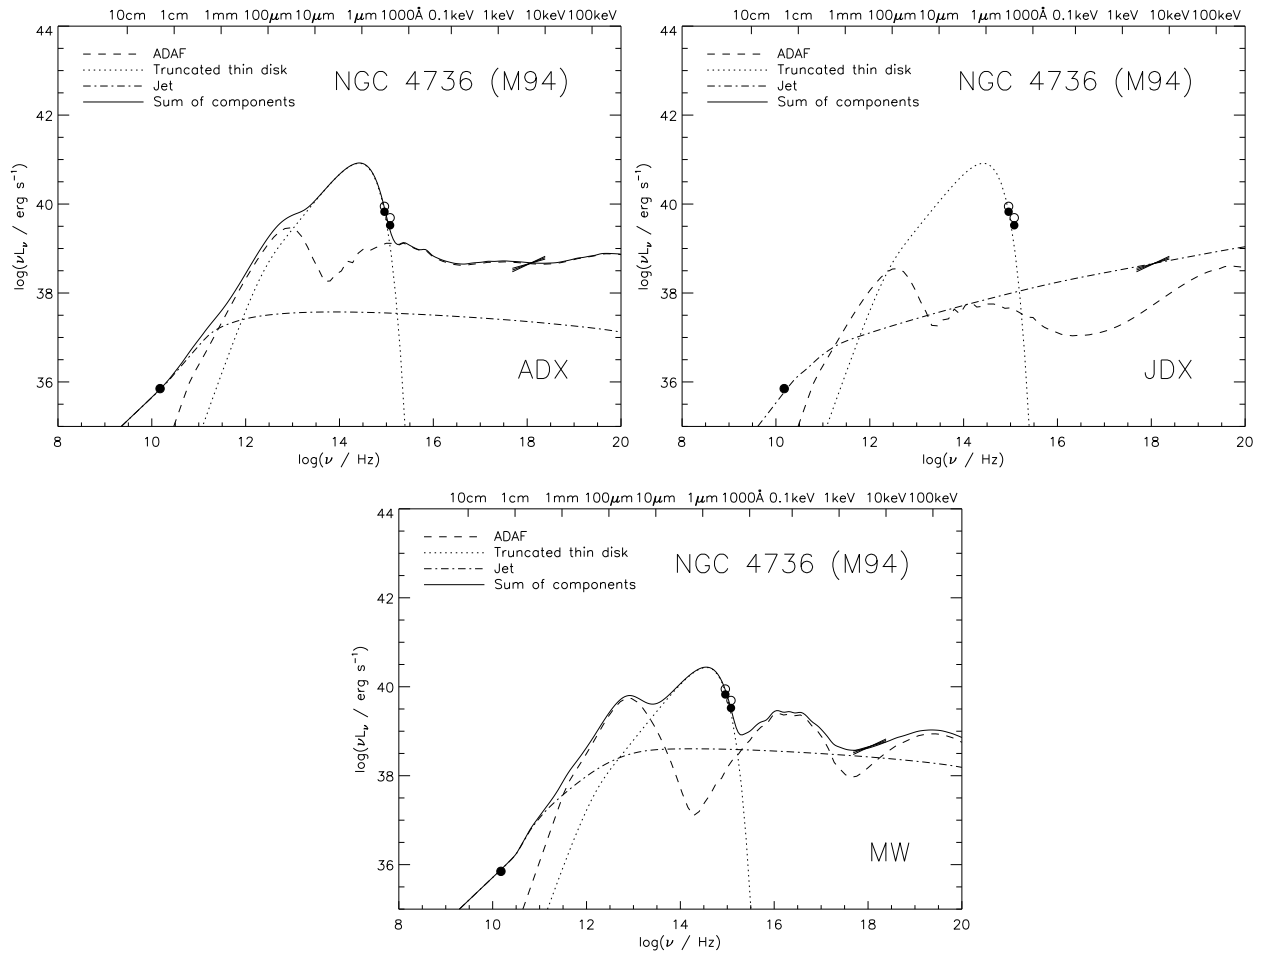 10cm 1cm 1mm 100μm 10μm 1μm 1000Å 0.1keV 1keV 10keV 100keV
44
ADAF
Truncated thin disk
Jet
Sum of components
NGC 4736 (M94)
42
40
38
36
log(νLν / erg s⁻¹)
ADX
8 10 12 14 16 18 20
log(ν / Hz)
10cm 1cm 1mm 100μm 10μm 1μm 1000Å 0.1keV 1keV 10keV 100keV
44
ADAF
Truncated thin disk
Jet
Sum of components
NGC 4736 (M94)
42
40
38
36
log(νLν / erg s⁻¹)
JDX
8 10 12 14 16 18 20
log(ν / Hz)
10cm 1cm 1mm 100μm 10μm 1μm 1000Å 0.1keV 1keV 10keV 100keV
44
ADAF
Truncated thin disk
Jet
Sum of components
NGC 4736 (M94)
42
40
38
36
log(νLν / erg s⁻¹)
MW
8 10 12 14 16 18 20
log(ν / Hz)